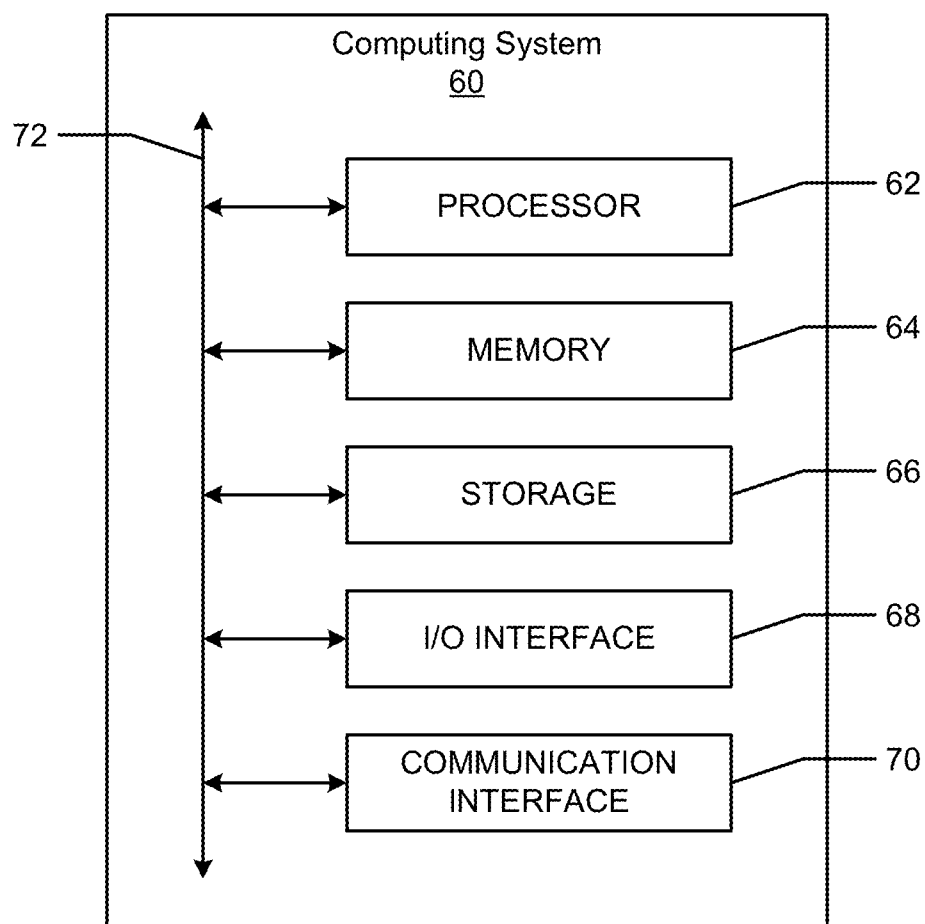 Computing System
60
72
PROCESSOR
62
MEMORY
64
STORAGE
66
I/O INTERFACE
68
COMMUNICATION
INTERFACE
70